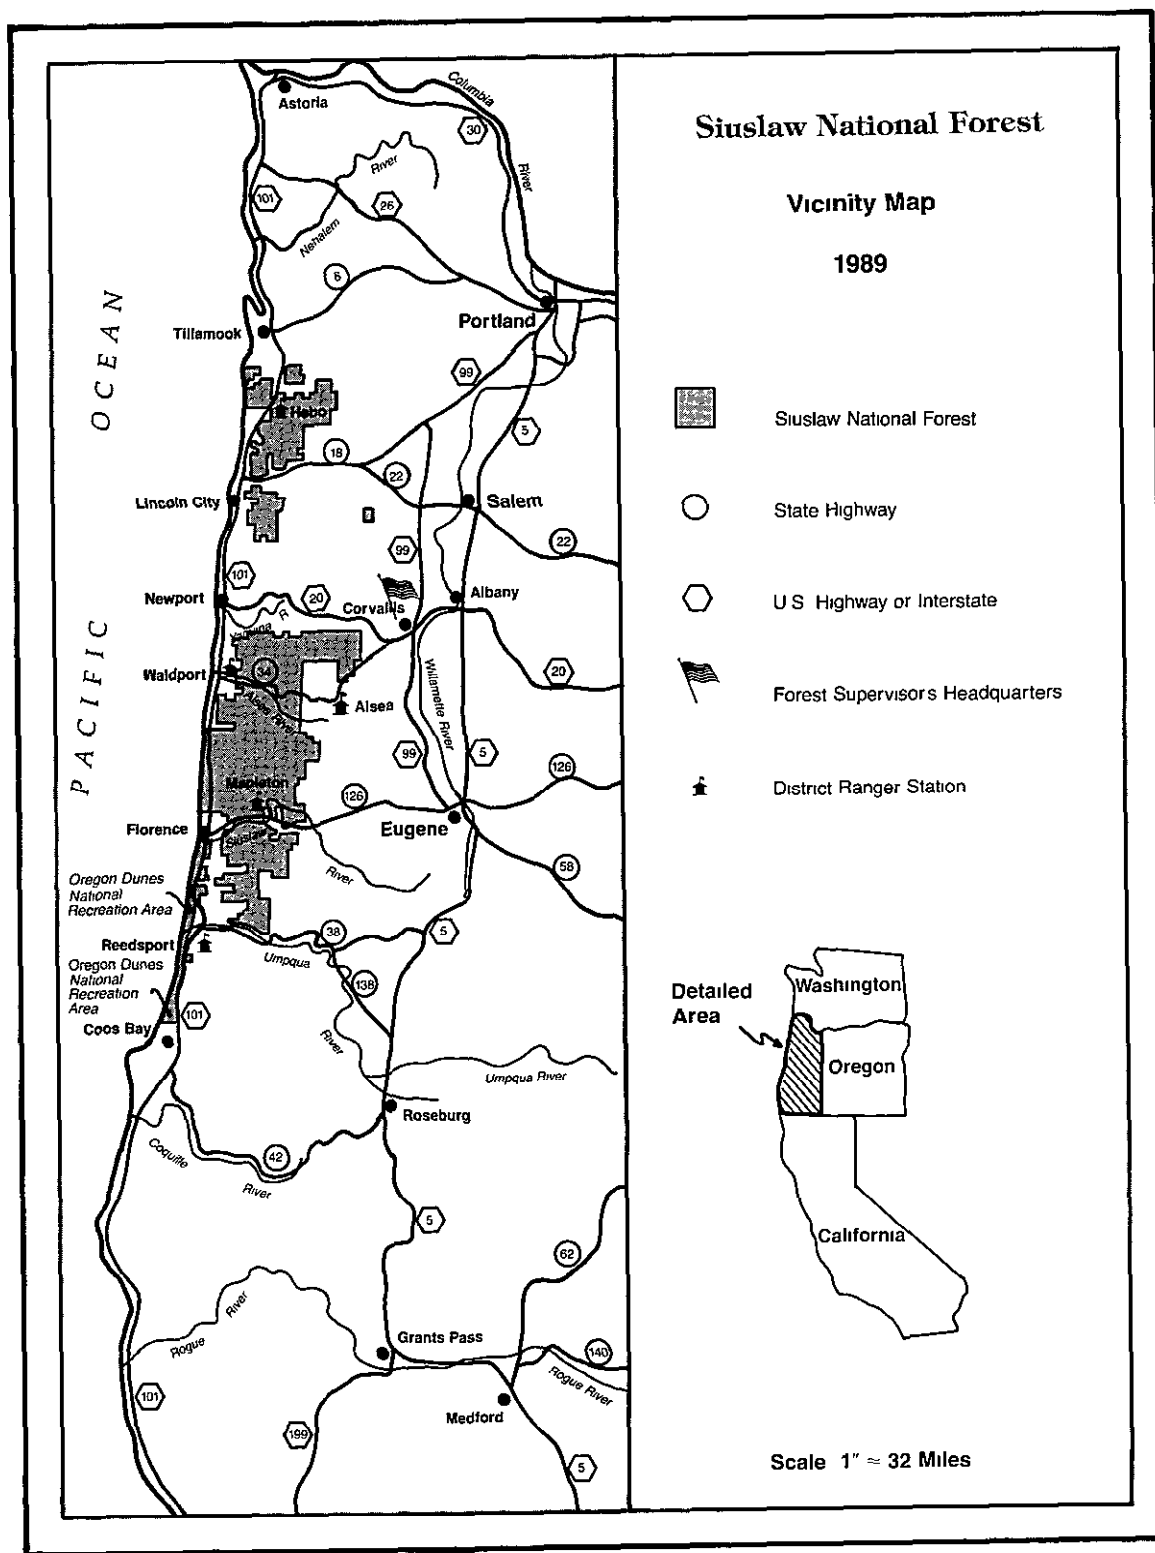 Siuslaw National Forest
Vicinity Map
1989
Siuslaw National Forest
State Highway
U S Highway or Interstate
Forest Supervisors Headquarters
District Ranger Station
Detailed
Area
Washington
Oregon
California
Scale 1" ≈ 32 Miles
PACIFIC OCEAN
Astoria
Columbia
River
30
101
River
26
Nehalem
6
Tillamook
Portland
99
5
Hebo
18
22
Lincoln City
Salem
22
99
101
Newport
20
Corvallis
Albany
Yaquina R
Waldport
34
Alsea River
Alsea
Willamette River
20
99
5
126
Mapleton
126
Florence
Siuslaw
River
Eugene
58
Oregon Dunes
National
Recreation Area
Reedsport
38
5
Umpqua
Oregon Dunes
National
Recreation
Area
138
101
Coos Bay
River
Umpqua River
Roseburg
Coquille
River
42
5
62
Rogue
River
Grants Pass
140
Rogue River
101
Medford
199
5